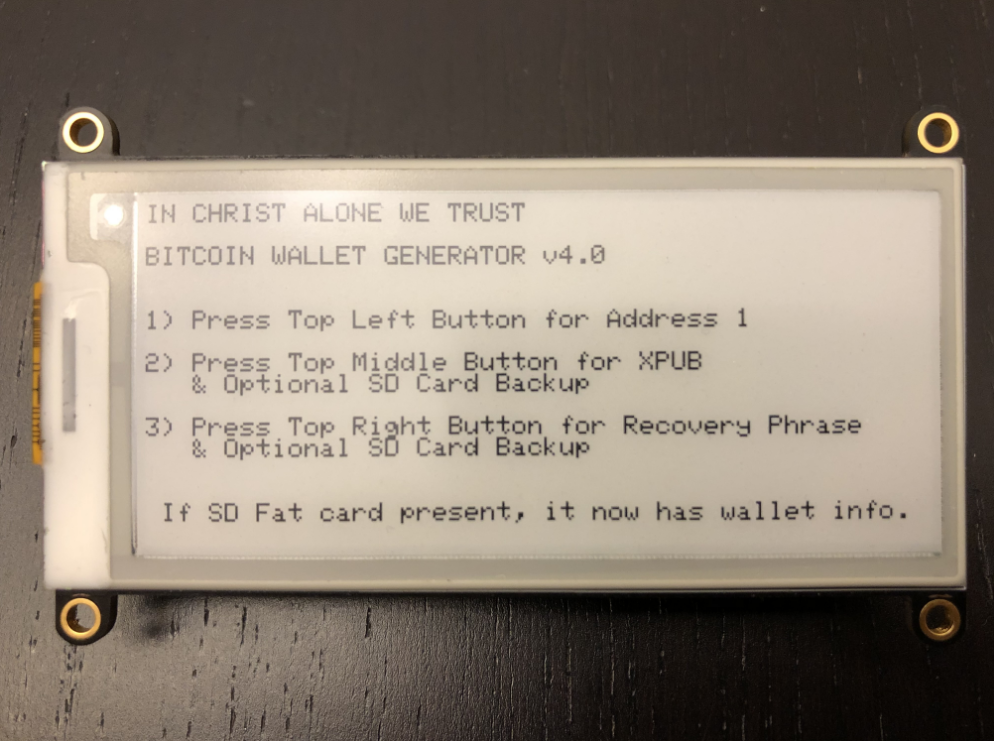 IN CHRIST ALONE WE TRUST
BITCOIN WALLET GENERATOR v4.0
1) Press Top Left Button for Address 1
2) Press Top Middle Button for XPUB
& Optional SD Card Backup
3) Press Top Right Button for Recovery Phrase
& Optional SD Card Backup
If SD Fat card present, it now has wallet info.